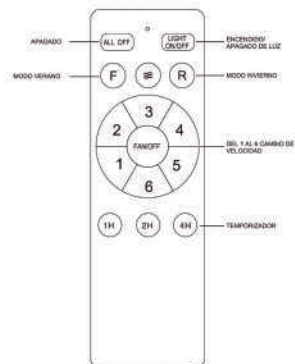 APAGADO
ALL OFF
LIGHT
ON/OFF
ENCENDIDO/
APAGADO DE LUZ
MODO VERANO
F
R
MODO INVIERNO
3
2
4
FAN/OFF
DEL 1 AL 6 CAMBIO DE
VELOCIDAD
1
5
6
1H
2H
4H
TEMPORIZADOR